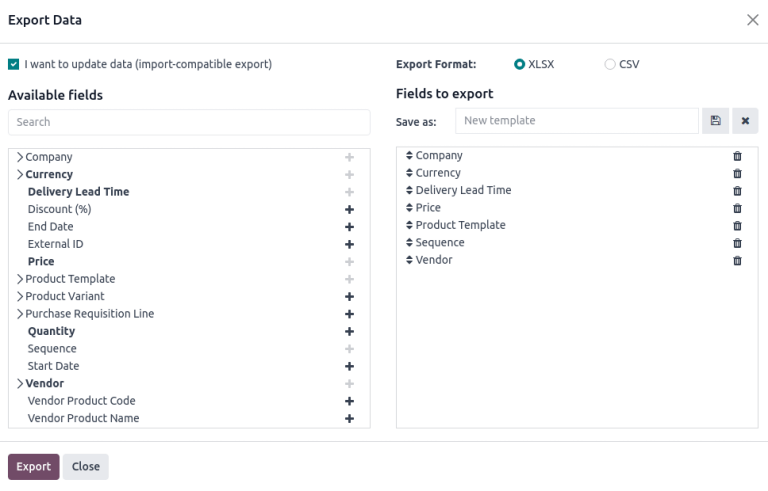 Export Data
I want to update data (import-compatible export)
Export Format:
XLSX
CSV
Available fields
Search
Company
Currency
Delivery Lead Time
Discount (%)
End Date
External ID
Price
Product Template
Product Variant
Purchase Requisition Line
Quantity
Sequence
Start Date
Vendor
Vendor Product Code
Vendor Product Name
Fields to export
Save as:
New template
Company
Currency
Delivery Lead Time
Price
Product Template
Sequence
Vendor
Export
Close